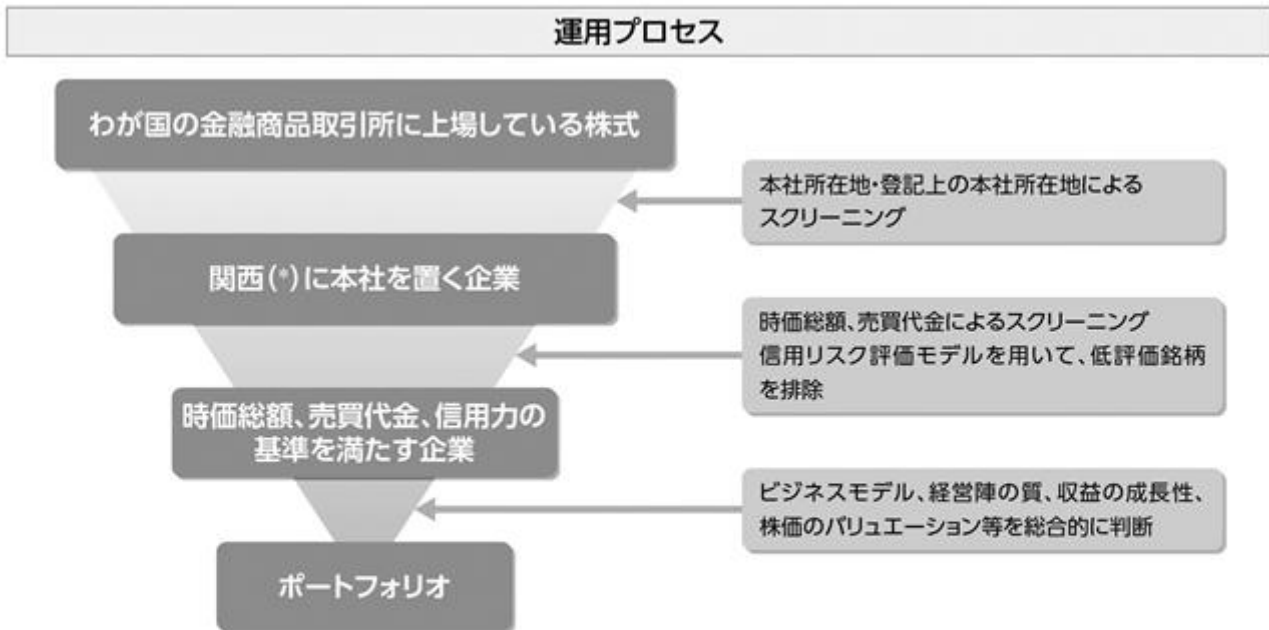 運用プロセス
わが国の金融商品取引所に上場している株式
本社所在地・登記上の本社所在地による
スクリーニング
関西(*)に本社を置く企業
時価総額、売買代金によるスクリーニング
信用リスク評価モデルを用いて、低評価銘柄
を排除
時価総額、売買代金、信用力の
基準を満たす企業
ビジネスモデル、経営陣の質、収益の成長性、
株価のバリュエーション等を総合的に判断
ポートフォリオ